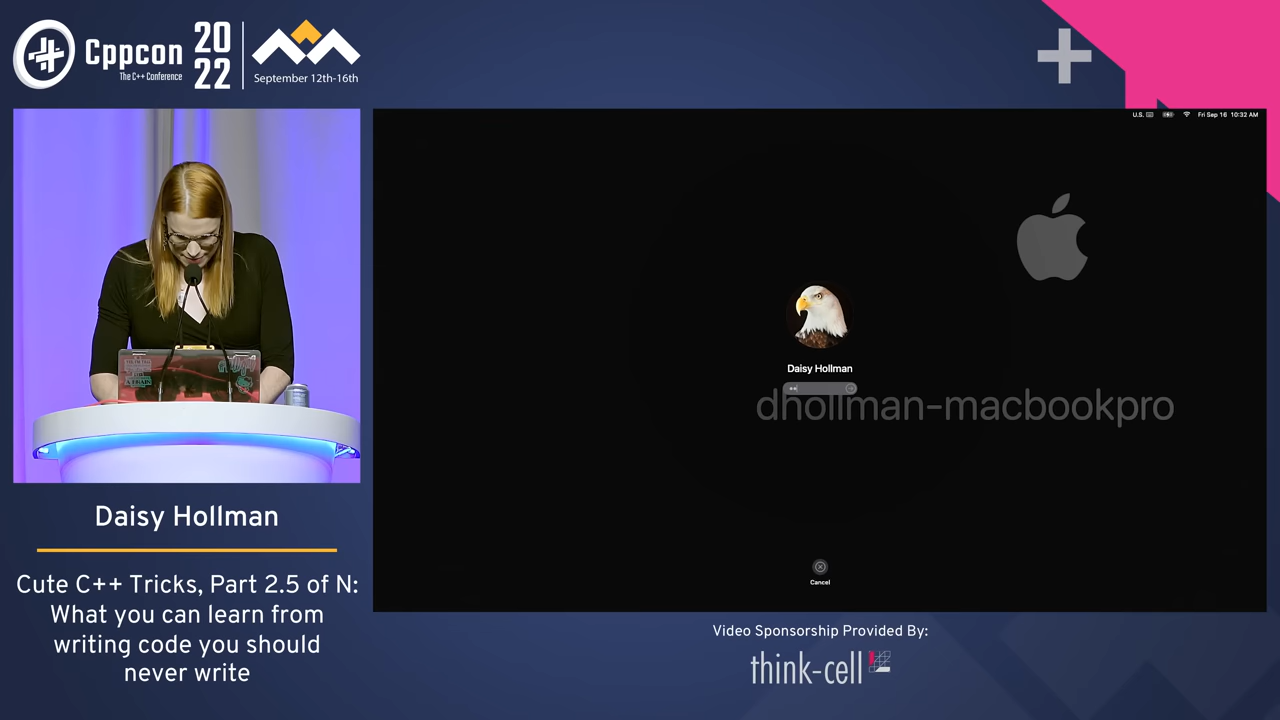 Cppcon
The C++ Conference
20
22
September 12th-16th
U.S.
Fri Sep 16 10:32 AM
Daisy Hollman
dhollman-macbookpro
Cancel
Daisy Hollman
Cute C++ Tricks, Part 2.5 of N:
What you can learn from
writing code you should
never write
Video Sponsorship Provided By:
think-cell